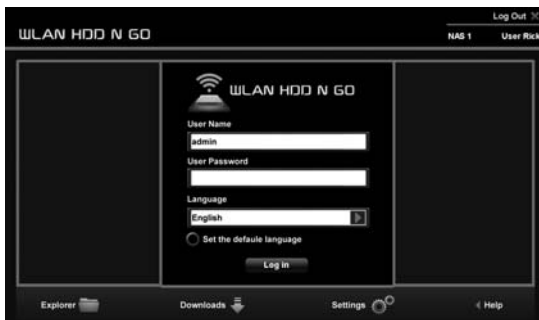 Log Out
WLAN HDD N GO
NAS 1 User Rick
WLAN HDD N GO
User Name
admin
User Password
Language
English
Set the defaule language
Log in
Explorer Downloads Settings Help